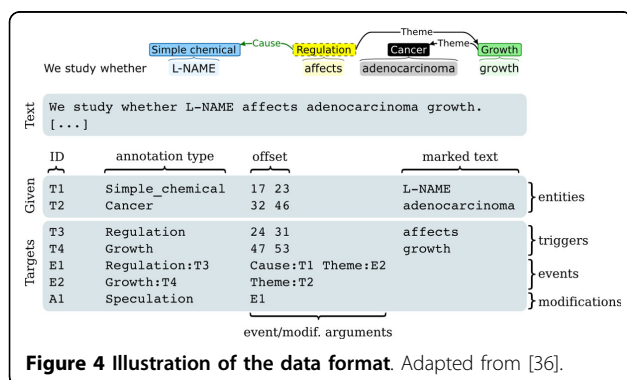 Theme
Simple chemical Cause Regulation Cancer Theme Growth
We study whether L-NAME affects adenocarcinoma growth
Text
We study whether L-NAME affects adenocarcinoma growth.
[...]
ID annotation type offset marked text
Given
T1 Simple_chemical 17 23 L-NAME
T2 Cancer 32 46 adenocarcinoma
entities
Targets
T3 Regulation 24 31 affects
T4 Growth 47 53 growth
triggers
E1 Regulation:T3 Cause:T1 Theme:E2
E2 Growth:T4 Theme:T2
events
A1 Speculation E1 modifications
event/modif. arguments
Figure 4 Illustration of the data format. Adapted from [36].